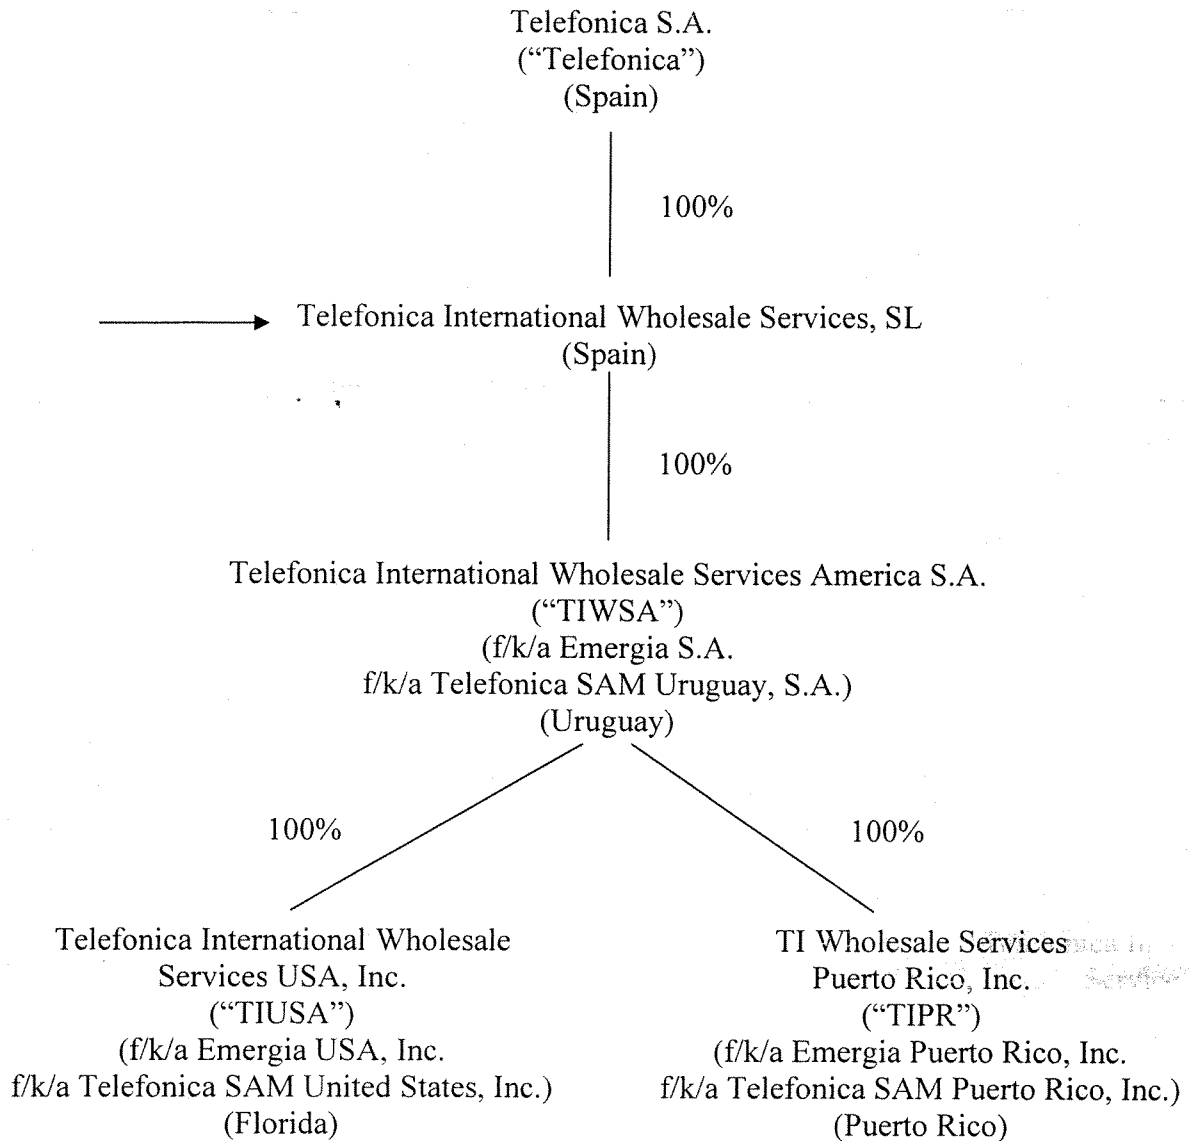 Telefonica S.A.
(“Telefonica”)
(Spain)
100%
Telefonica International Wholesale Services, SL
(Spain)
100%
Telefonica International Wholesale Services America S.A.
(“TIWSA”)
(f/k/a Emergia S.A.
f/k/a Telefonica SAM Uruguay, S.A.)
(Uruguay)
100%
100%
Telefonica International Wholesale
Services USA, Inc.
(“TIUSA”)
(f/k/a Emergia USA, Inc.
f/k/a Telefonica SAM United States, Inc.)
(Florida)
TI Wholesale Services
Puerto Rico, Inc.
(“TIPR”)
(f/k/a Emergia Puerto Rico, Inc.
f/k/a Telefonica SAM Puerto Rico, Inc.)
(Puerto Rico)